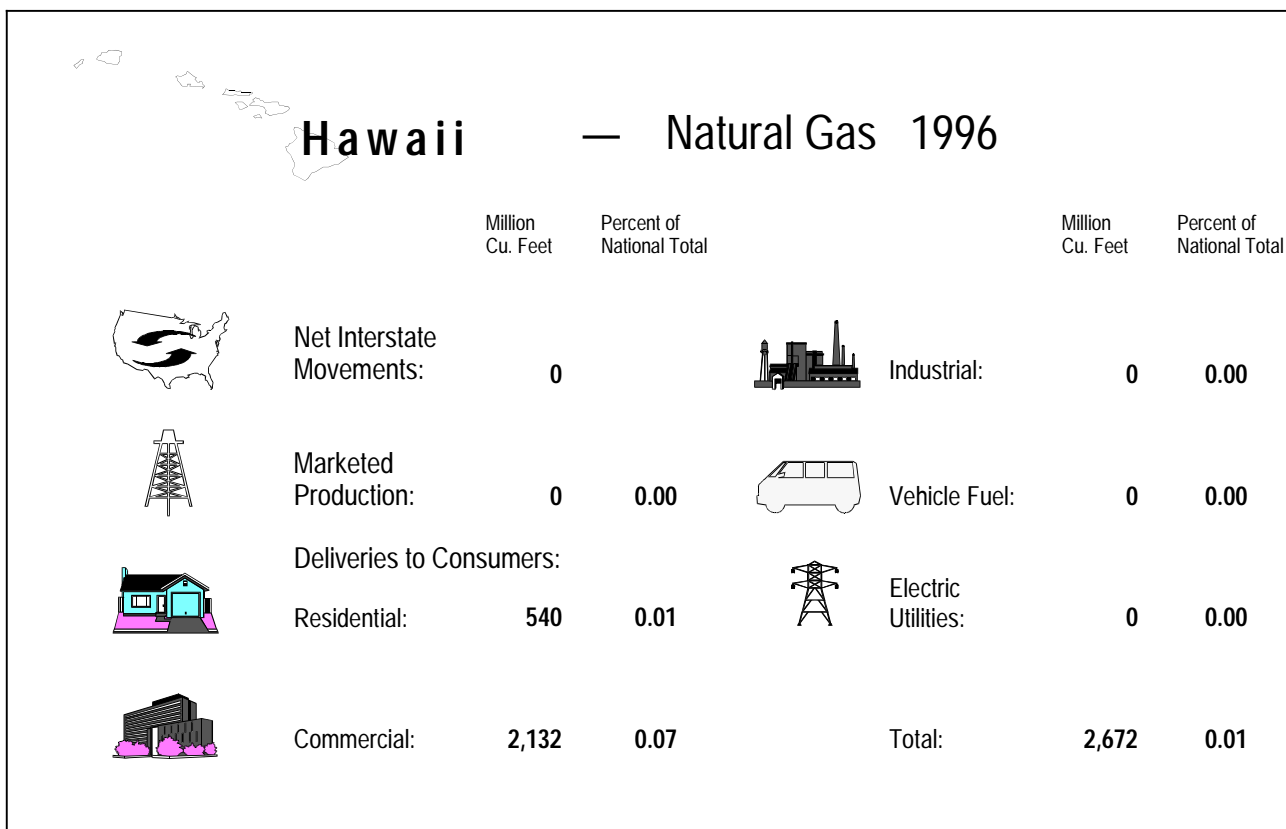 Hawaii — Natural Gas 1996
Million Cu. Feet
Percent of National Total
Million Cu. Feet
Percent of National Total
Net Interstate
Movements: 0
Marketed
Production: 0 0.00
Deliveries to Consumers:
Residential: 540 0.01
Commercial: 2,132 0.07
Industrial: 0 0.00
Vehicle Fuel: 0 0.00
Electric
Utilities: 0 0.00
Total: 2,672 0.01